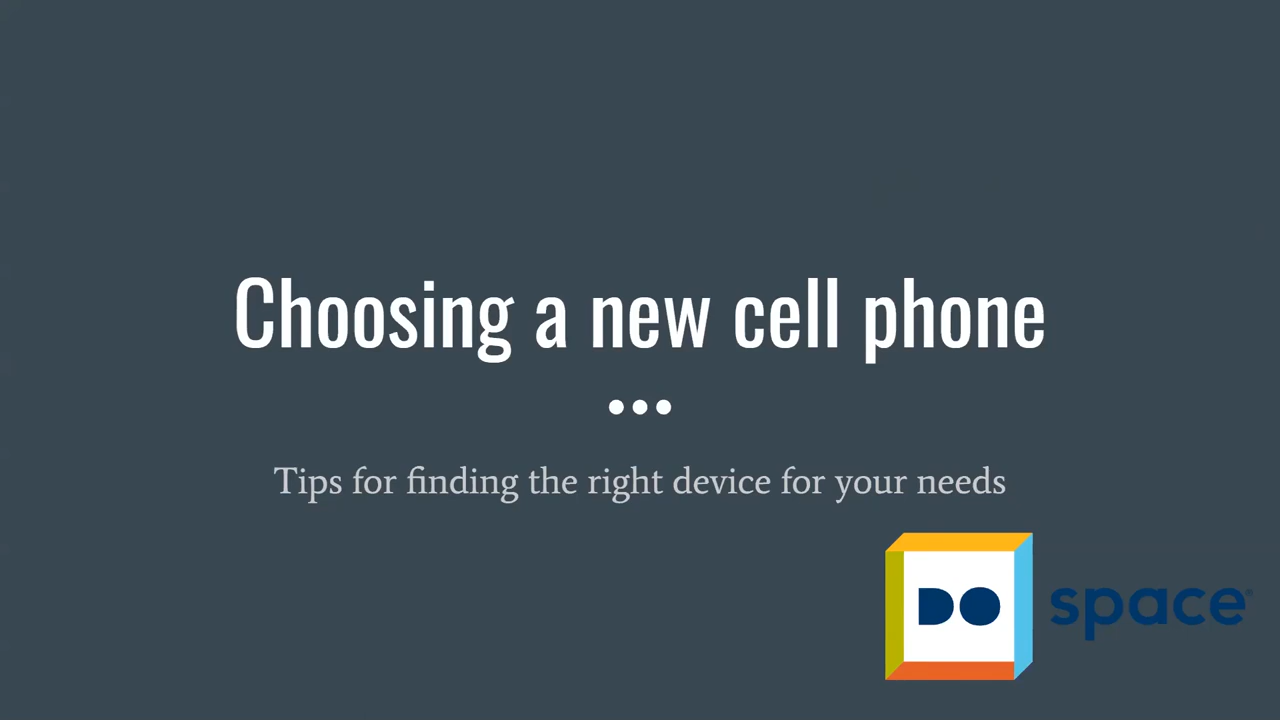 Choosing a new cell phone
Tips for finding the right device for your needs
DO space®